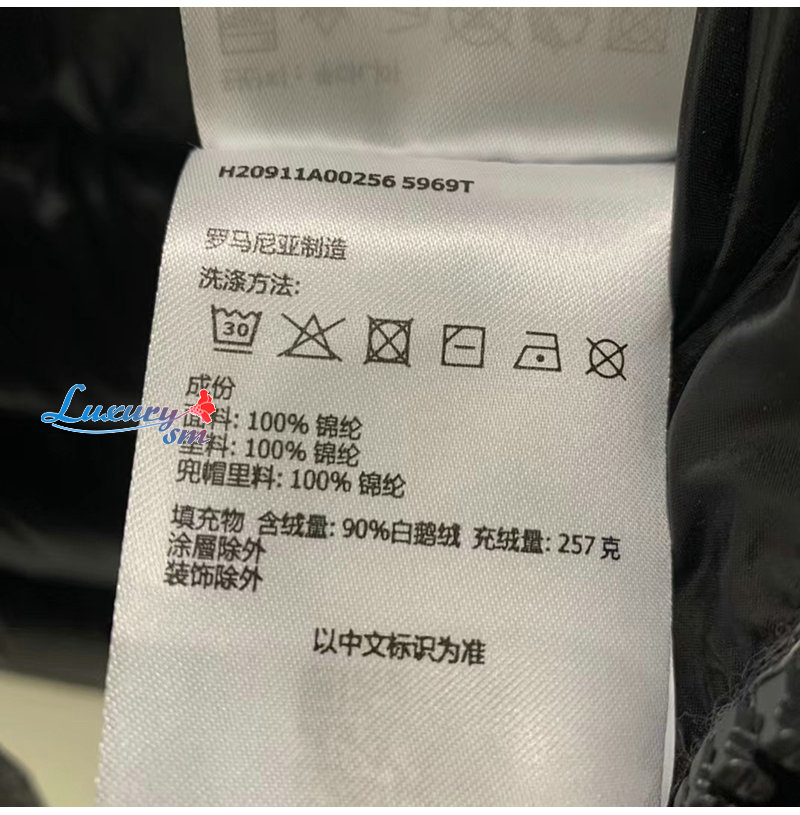 H20911A00256 5969T
罗马尼亚制造
洗涤方法:
30
成份
面料: 100% 锦纶
里料: 100% 锦纶
兜帽里料: 100% 锦纶
填充物 含绒量: 90%白鹅绒 充绒量: 257 克
涂層除外
装饰除外
以中文标识为准
Luxury
sm